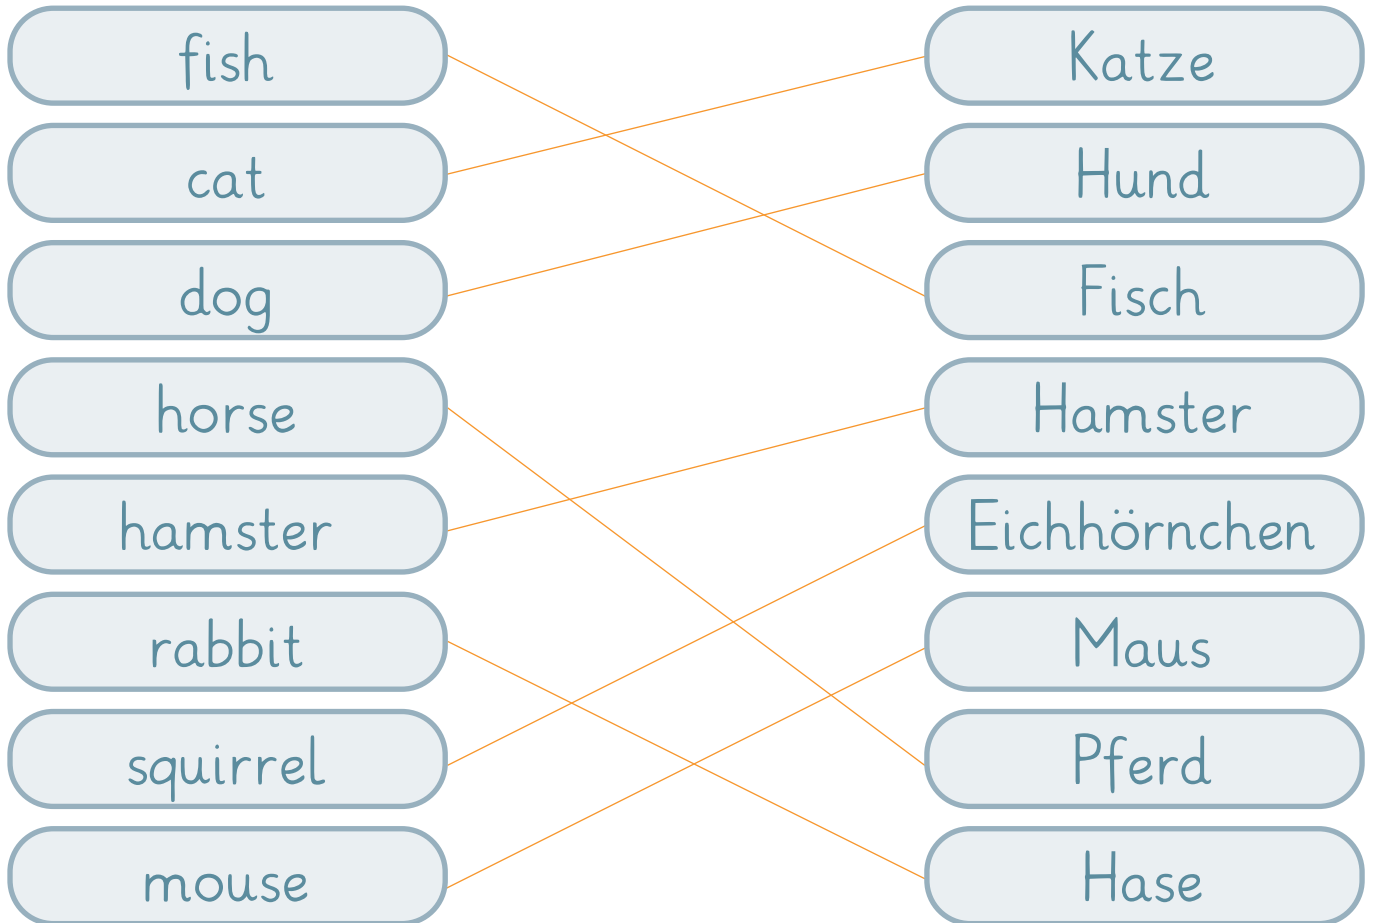 fish
Katze
cat
Hund
dog
Fisch
horse
Hamster
hamster
Eichhörnchen
rabbit
Maus
squirrel
Pferd
mouse
Hase